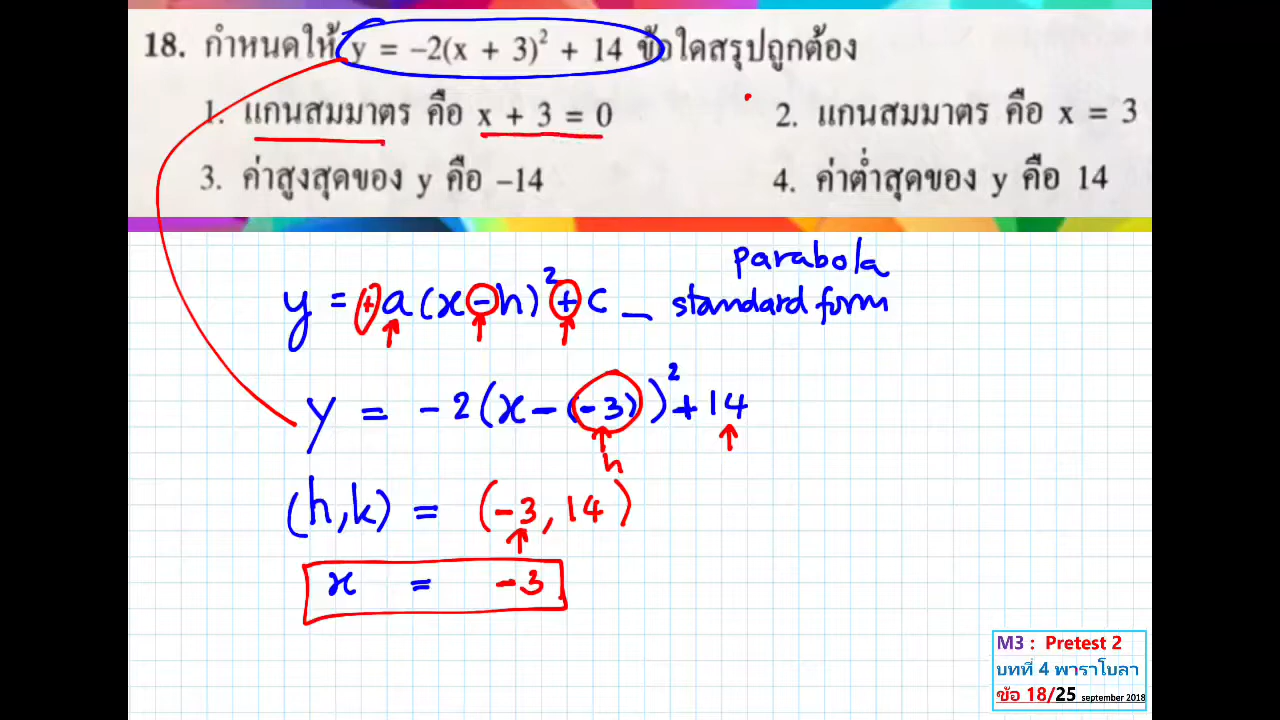 18. กำหนดให้ y = –2(x + 3)² + 14 ข้อใดสรุปถูกต้อง
1. แกนสมมาตร คือ x + 3 = 0
2. แกนสมมาตร คือ x = 3
3. ค่าสูงสุดของ y คือ –14
4. ค่าต่ำสุดของ y คือ 14
parabola
y = +a(x – h)² + c – standard form
y = –2(x – (–3))² + 14
h
(h,k) = (–3, 14)
x = –3
M3 : Pretest 2
บทที่ 4 พาราโบลา
ข้อ 18/25 september 2018